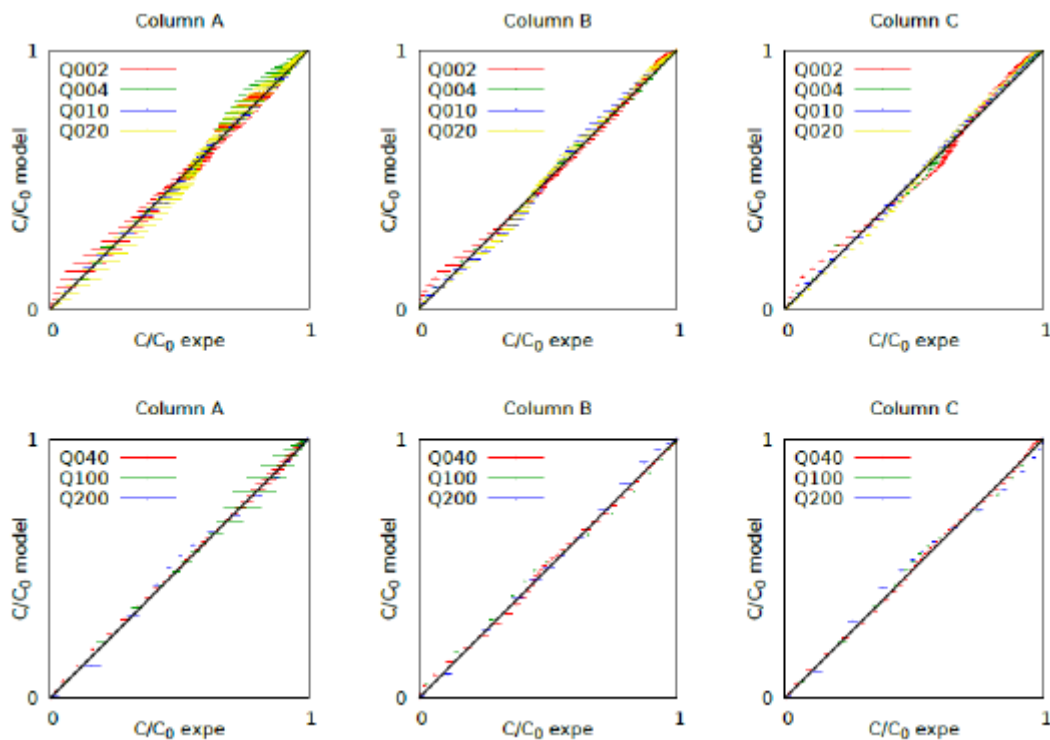 Column A
1
Q002
Q004
Q010
Q020
C/C0 model
0
0
1
C/C0 expe
Column B
1
Q002
Q004
Q010
Q020
C/C0 model
0
0
1
C/C0 expe
Column C
1
Q002
Q004
Q010
Q020
C/C0 model
0
0
1
C/C0 expe
Column A
1
Q040
Q100
Q200
C/C0 model
0
0
1
C/C0 expe
Column B
1
Q040
Q100
Q200
C/C0 model
0
0
1
C/C0 expe
Column C
1
Q040
Q100
Q200
C/C0 model
0
0
1
C/C0 expe